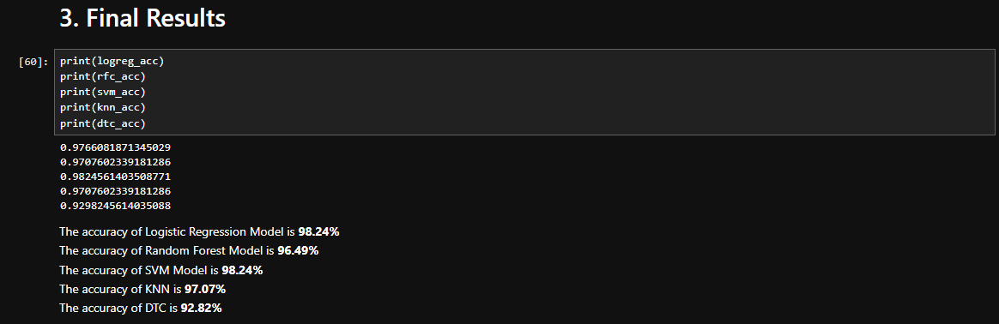 3. Final Results
[60]:
print(logreg_acc)
print(rfc_acc)
print(svm_acc)
print(knn_acc)
print(dtc_acc)
0.9766081871345029
0.9707602339181286
0.9824561403508771
0.9707602339181286
0.9298245614035088
The accuracy of Logistic Regression Model is 98.24%
The accuracy of Random Forest Model is 96.49%
The accuracy of SVM Model is 98.24%
The accuracy of KNN is 97.07%
The accuracy of DTC is 92.82%